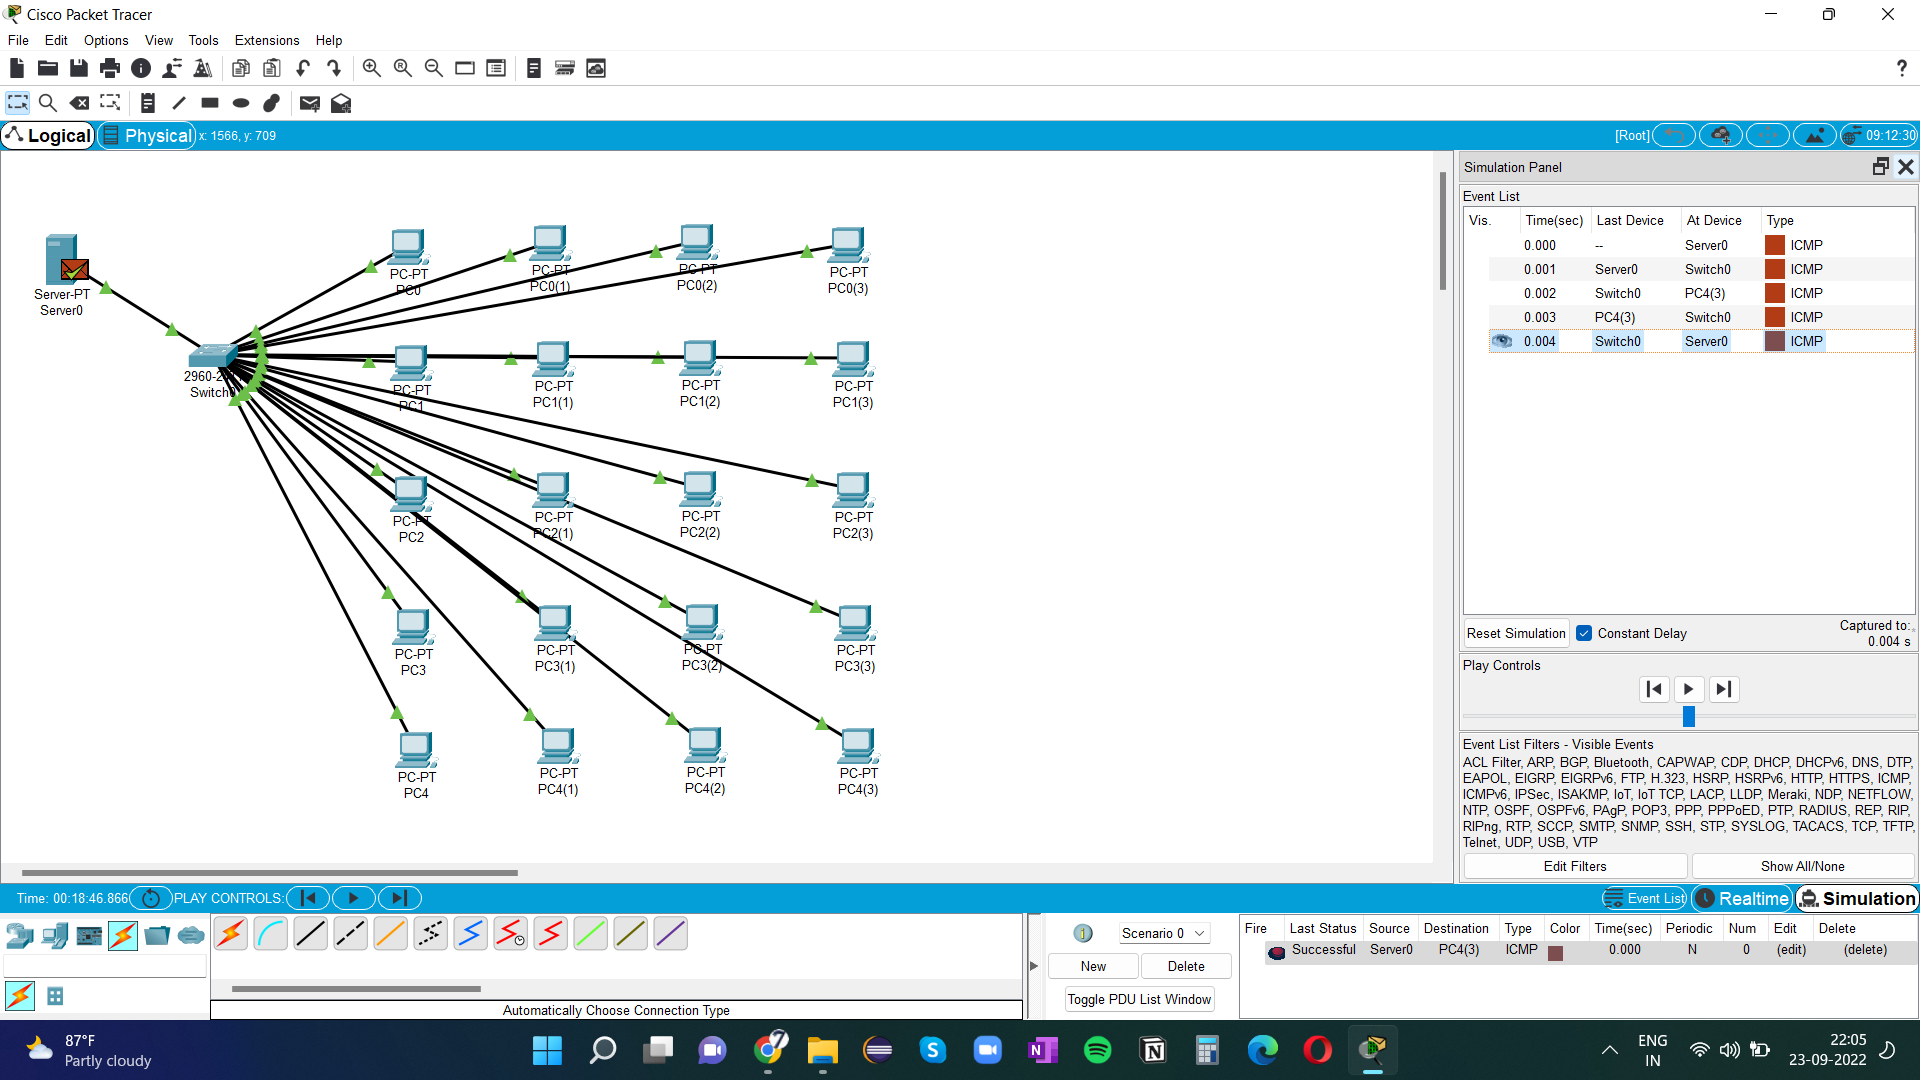 Cisco Packet Tracer
File Edit Options View Tools Extensions Help
?
Logical Physical x: 1566, y: 709 [Root] 09:12:30
Simulation Panel
Event List
Vis. Time(sec) Last Device At Device Type
0.000 -- Server0 ICMP
0.001 Server0 Switch0 ICMP
0.002 Switch0 PC4(3) ICMP
0.003 PC4(3) Switch0 ICMP
0.004 Switch0 Server0 ICMP
Server-PT
Server0
Switch0
PC-PT
PC0
PC-PT
PC0(1)
PC-PT
PC0(2)
PC-PT
PC0(3)
PC-PT
PC1
PC-PT
PC1(1)
PC-PT
PC1(2)
PC-PT
PC1(3)
PC-PT
PC2
PC-PT
PC2(1)
PC-PT
PC2(2)
PC-PT
PC2(3)
PC-PT
PC3
PC-PT
PC3(1)
PC-PT
PC3(2)
PC-PT
PC3(3)
PC-PT
PC4
PC-PT
PC4(1)
PC-PT
PC4(2)
PC-PT
PC4(3)
Reset Simulation Constant Delay Captured to:
0.004 s
Play Controls
Event List Filters - Visible Events
ACL Filter, ARP, BGP, Bluetooth, CAPWAP, CDP, DHCP, DHCPv6, DNS, DTP,
EAPOL, EIGRP, EIGRPv6, FTP, H.323, HSRP, HSRPv6, HTTP, HTTPS, ICMP,
ICMPv6, IPSec, ISAKMP, IoT, IoT TCP, LACP, LLDP, Meraki, NDP, NETFLOW,
NTP, OSPF, OSPFv6, PAgP, POP3, PPP, PPPoED, PTP, RADIUS, REP, RIP,
RIPng, RTP, SCCP, SMTP, SNMP, SSH, STP, SYSLOG, TACACS, TCP, TFTP,
Telnet, UDP, USB, VTP
Edit Filters Show All/None
Time: 00:18:46.866 PLAY CONTROLS: Event List Realtime Simulation
Scenario 0
New Delete
Toggle PDU List Window
Automatically Choose Connection Type
Fire Last Status Source Destination Type Color Time(sec) Periodic Num Edit Delete
Successful Server0 PC4(3) ICMP 0.000 N 0 (edit) (delete)
87°F
Partly cloudy
ENG
IN
22:05
23-09-2022